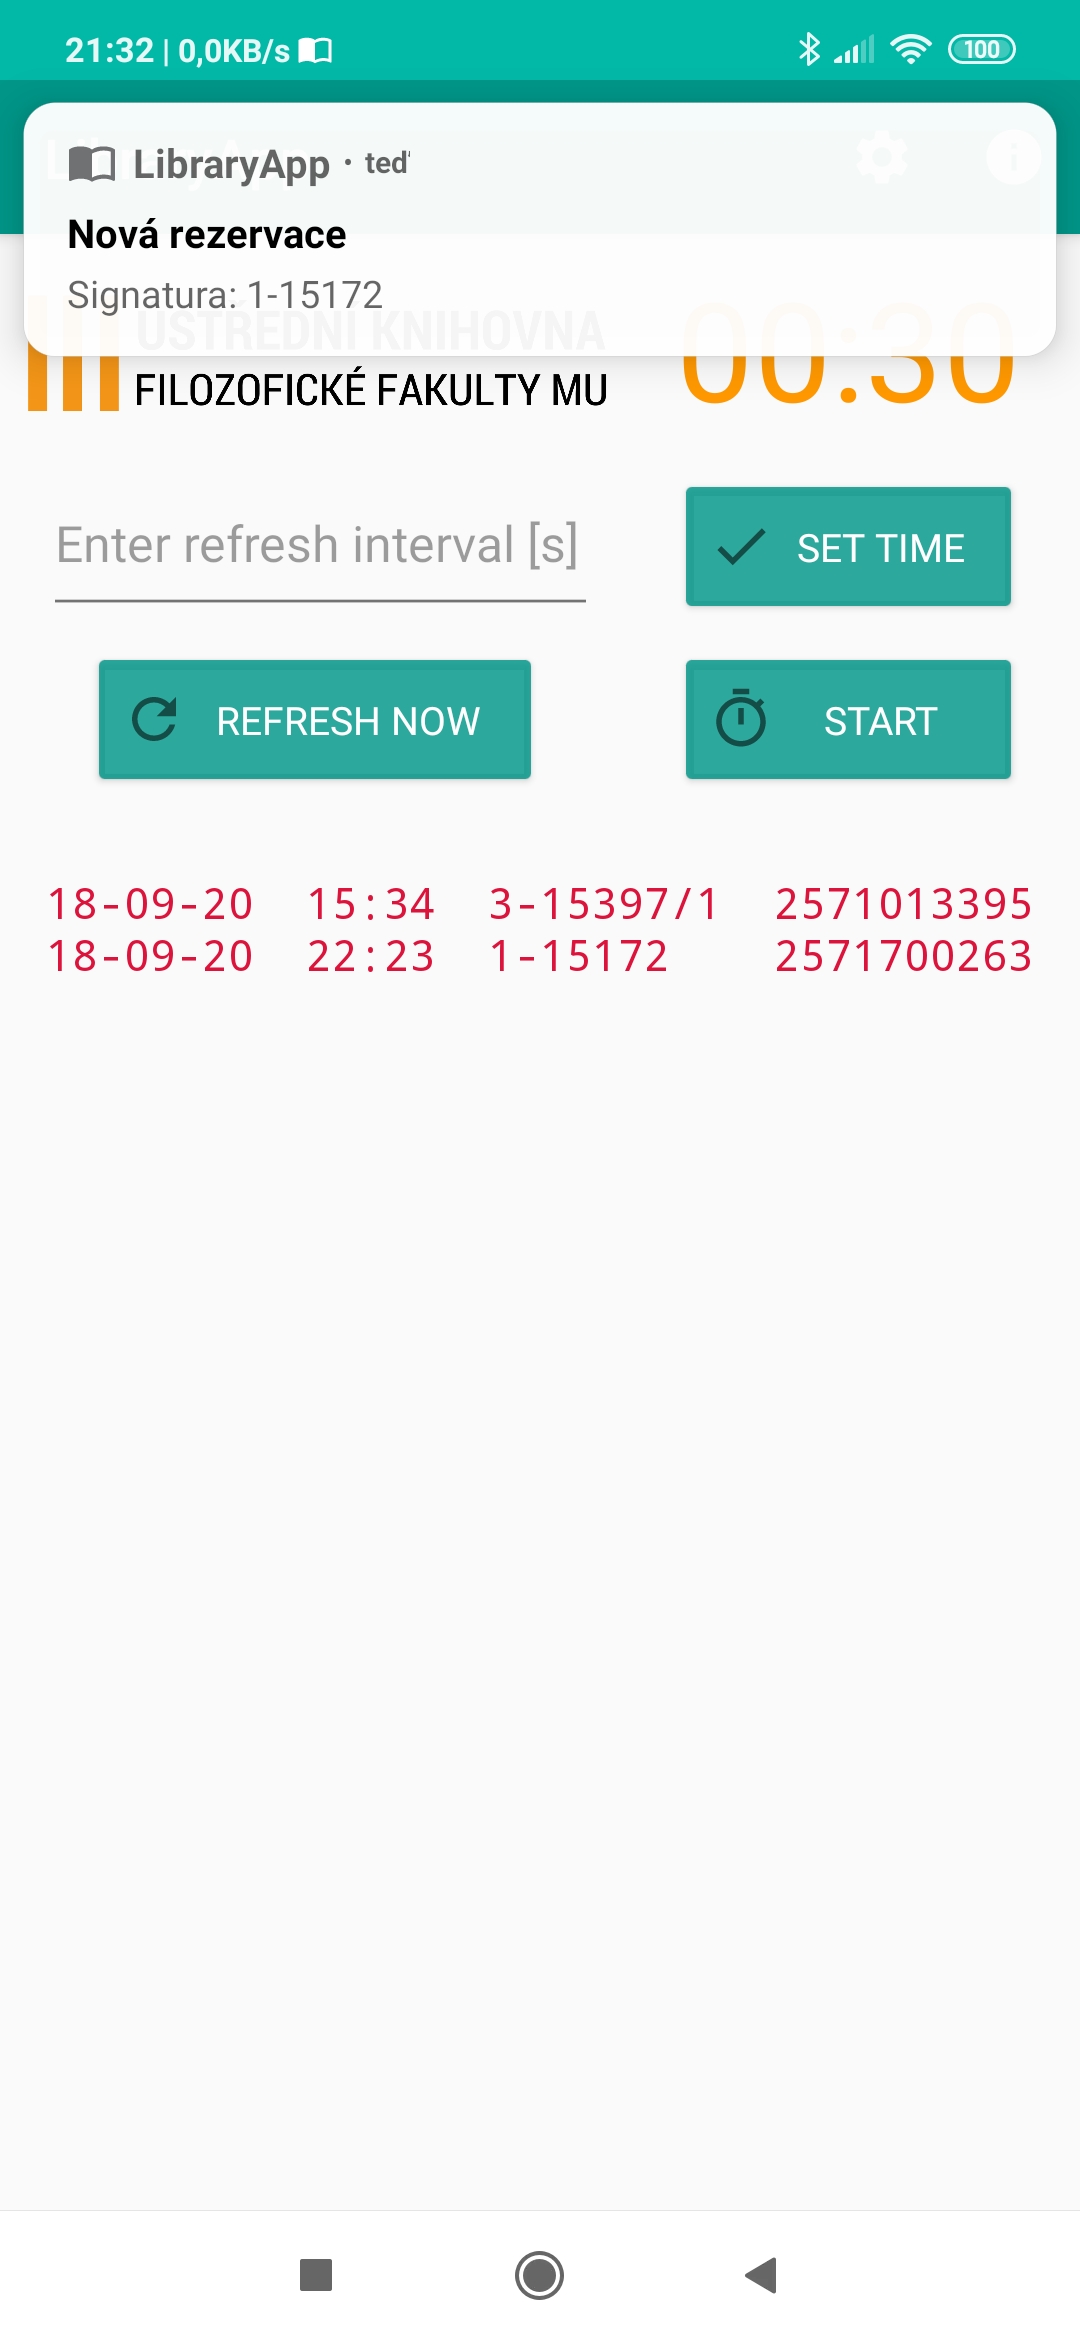 21:32 | 0,0KB/s 100
LibraryApp · teď
Nová rezervace
Signatura: 1-15172
ÚSTŘEDNÍ KNIHOVNA
FILOZOFICKÉ FAKULTY MU
00:30
Enter refresh interval [s]
SET TIME
REFRESH NOW
START
18-09-20 15:34 3-15397/1 2571013395
18-09-20 22:23 1-15172 2571700263